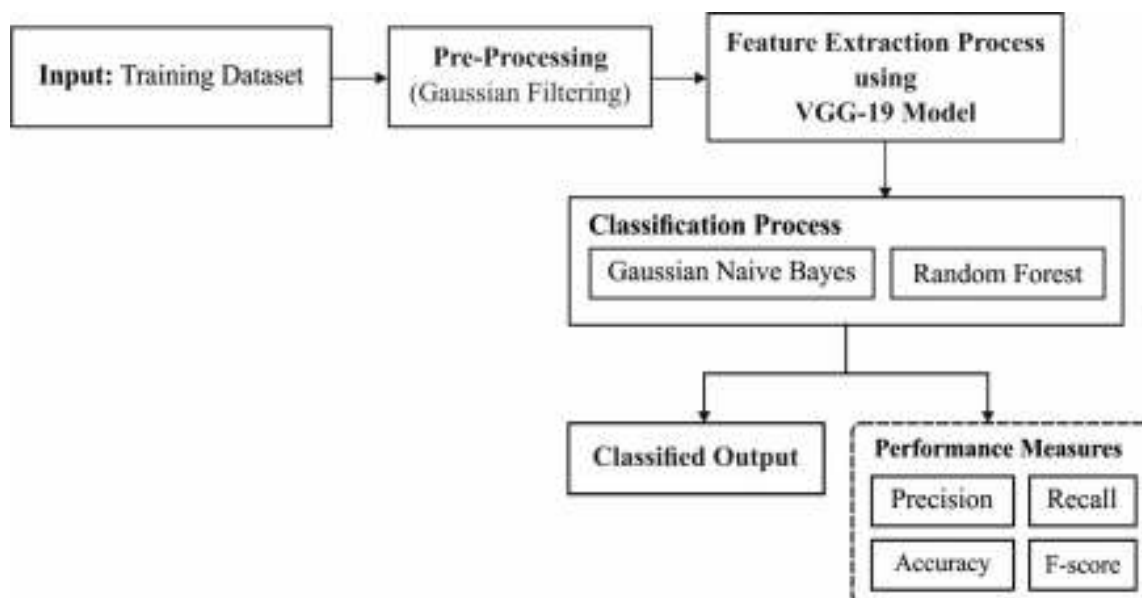 Input: Training Dataset
Pre-Processing
(Gaussian Filtering)
Feature Extraction Process
using
VGG-19 Model
Classification Process
Gaussian Naive Bayes
Random Forest
Classified Output
Performance Measures
Precision
Recall
Accuracy
F-score